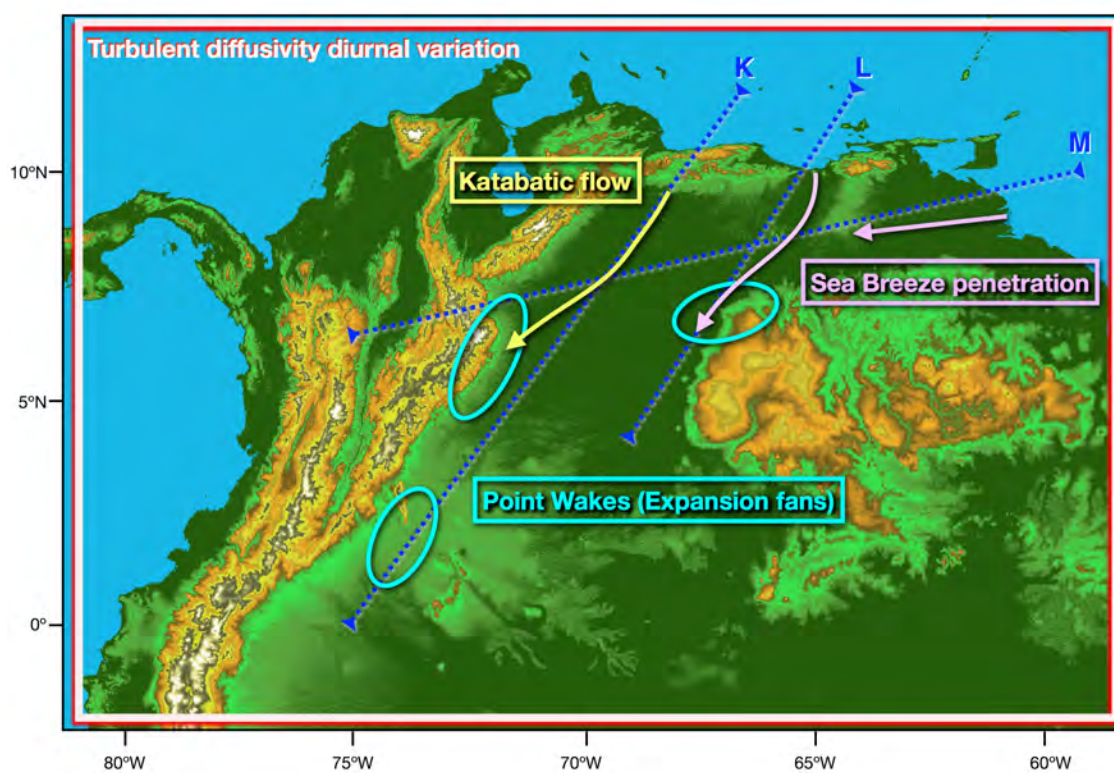 Turbulent diffusivity diurnal variation
K
L
M
10°N
Katabatic flow
Sea Breeze penetration
5°N
Point Wakes (Expansion fans)
0°
80°W
75°W
70°W
65°W
60°W